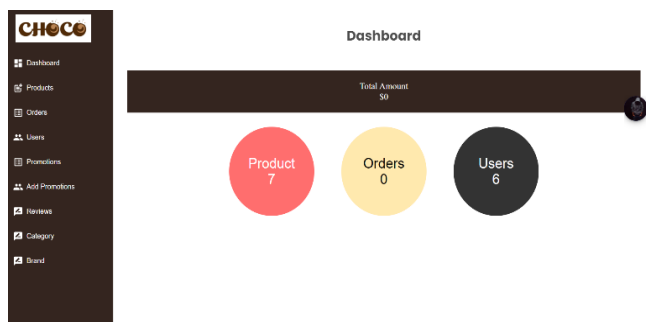 CHOCO
Dashboard
Products
Orders
Users
Promotions
Add Promotions
Reviews
Category
Brand
Dashboard
Total Amount
$0
Product
7
Orders
0
Users
6